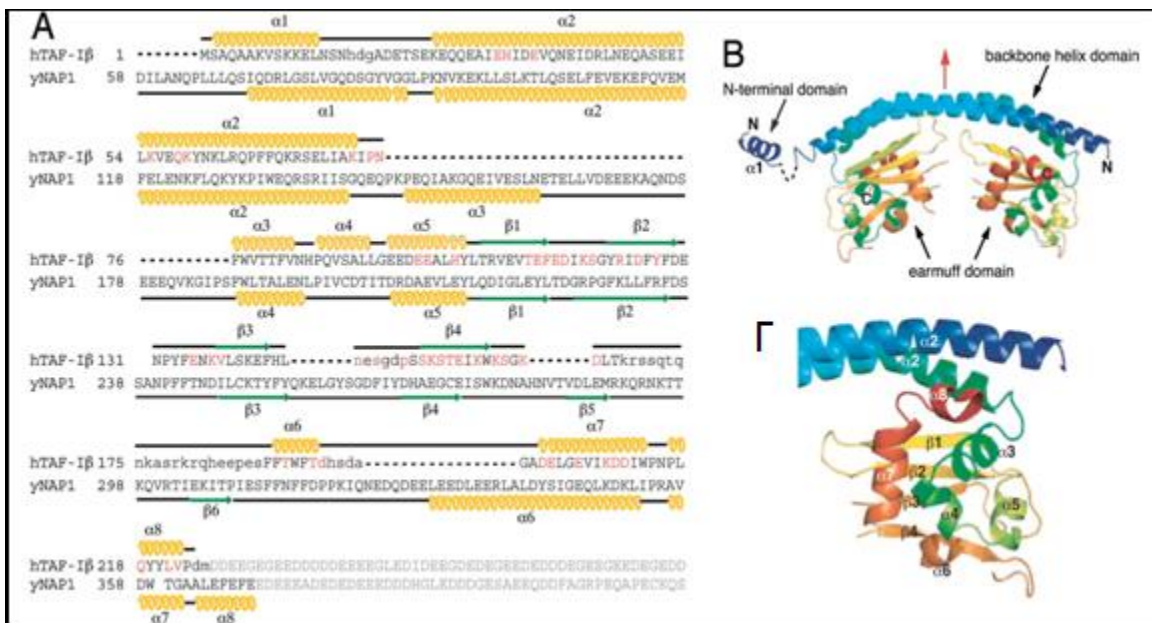 A
α1 α2
hTAF-Iβ 1 -------MSAQAAKVSKKELNSNhdgADETSEKEQQEAIEHIDEVQNEIDRLNEQASEEI
yNAP1 58 DILANQPLLLQSIQDRLGSLVGQDSGYVGGLPKNVKEKLLSLKTLQSELFEVEKEFQVEM
α1 α2
α2
hTAF-Iβ 54 LKVEQKYNKLRQPFFQKRSELIAKIPN
yNAP1 118 FELENKFLQKYKPIWEQRSRIISGQEQPKPEQIAKGQEIVESLNETELLVDEEEKAQNDS
α2 α3
α3 α4 α5 β1 β2
hTAF-Iβ 76 -----------FWVTTFVNHPQVSALLGEEDEEALHYLTRVEVTEFEDIKSGYRIDFYFDE
yNAP1 178 EEEQVKGIPSFWLTALENLPIVCDTITDRDAEVLEYLQDIGLEYLTDGRPGFKLLFRFDS
α4 α5 β1 β2
β3 β4
hTAF-Iβ 131 NPYFENKVLSKEFHL-------nesgdpSSKSTEIKWKSGK-------DLTkrssqtq
yNAP1 238 SANPFFTNDILCKTYFYQKELGYSGDFIYDHAEGCEISWKDNAHNVTVDLEMRKQRNKTT
β3 β4 β5
α6 α7
hTAF-Iβ 175 nkasrkrqheepesFFTWFTdhsda----------------GADELGEVIKDDIWPNPL
yNAP1 298 KQVRTIEKITPIESFFNFFDPPKIQNEDQDEELEEDLEERLALDYSIGEQLKDKLIPRAV
β6 α6
α8
hTAF-Iβ 218 QYYLVPdmDDEEGEGEEDDDDDEEEEGLEDIDEEGDEDEGEEDEDDDEGEEGEEDEGEDD
yNAP1 358 DW TGAALEFEFEEDEEEADEDEDEEEDDDHGLEDDDGESAEEQDDFAGRPEQAPECKQS
α7 α8
B
backbone helix domain
N-terminal domain
N
N
α1
C
earmuff domain
Γ
α2
α2
α8
β1
α3
β2
α7
β3
α5
α4
β4
α6